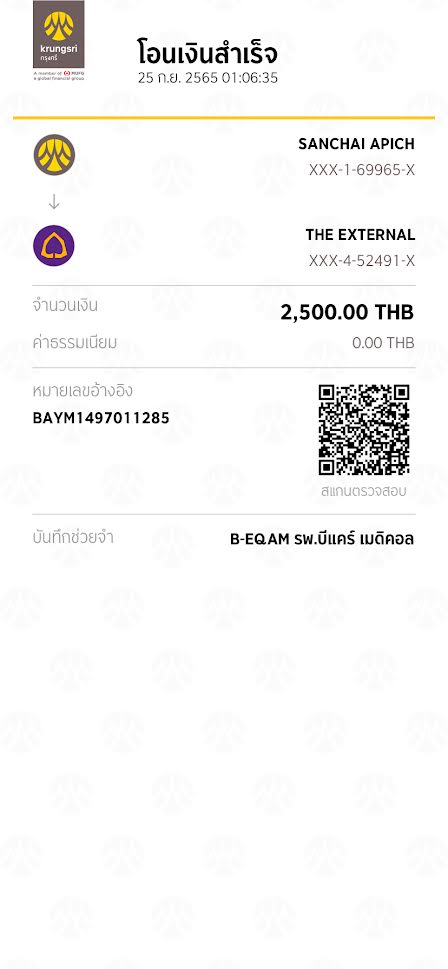 krungsri
กรุงศรี
A member of MUFG
a global financial group
โอนเงินสำเร็จ
25 ก.ย. 2565 01:06:35
SANCHAI APICH
XXX-1-69965-X
THE EXTERNAL
XXX-4-52491-X
จำนวนเงิน 2,500.00 THB
ค่าธรรมเนียม 0.00 THB
หมายเลขอ้างอิง
BAYM1497011285
สแกนตรวจสอบ
บันทึกช่วยจำ B-EQAM รพ.บีแคร์ เมดิคอล